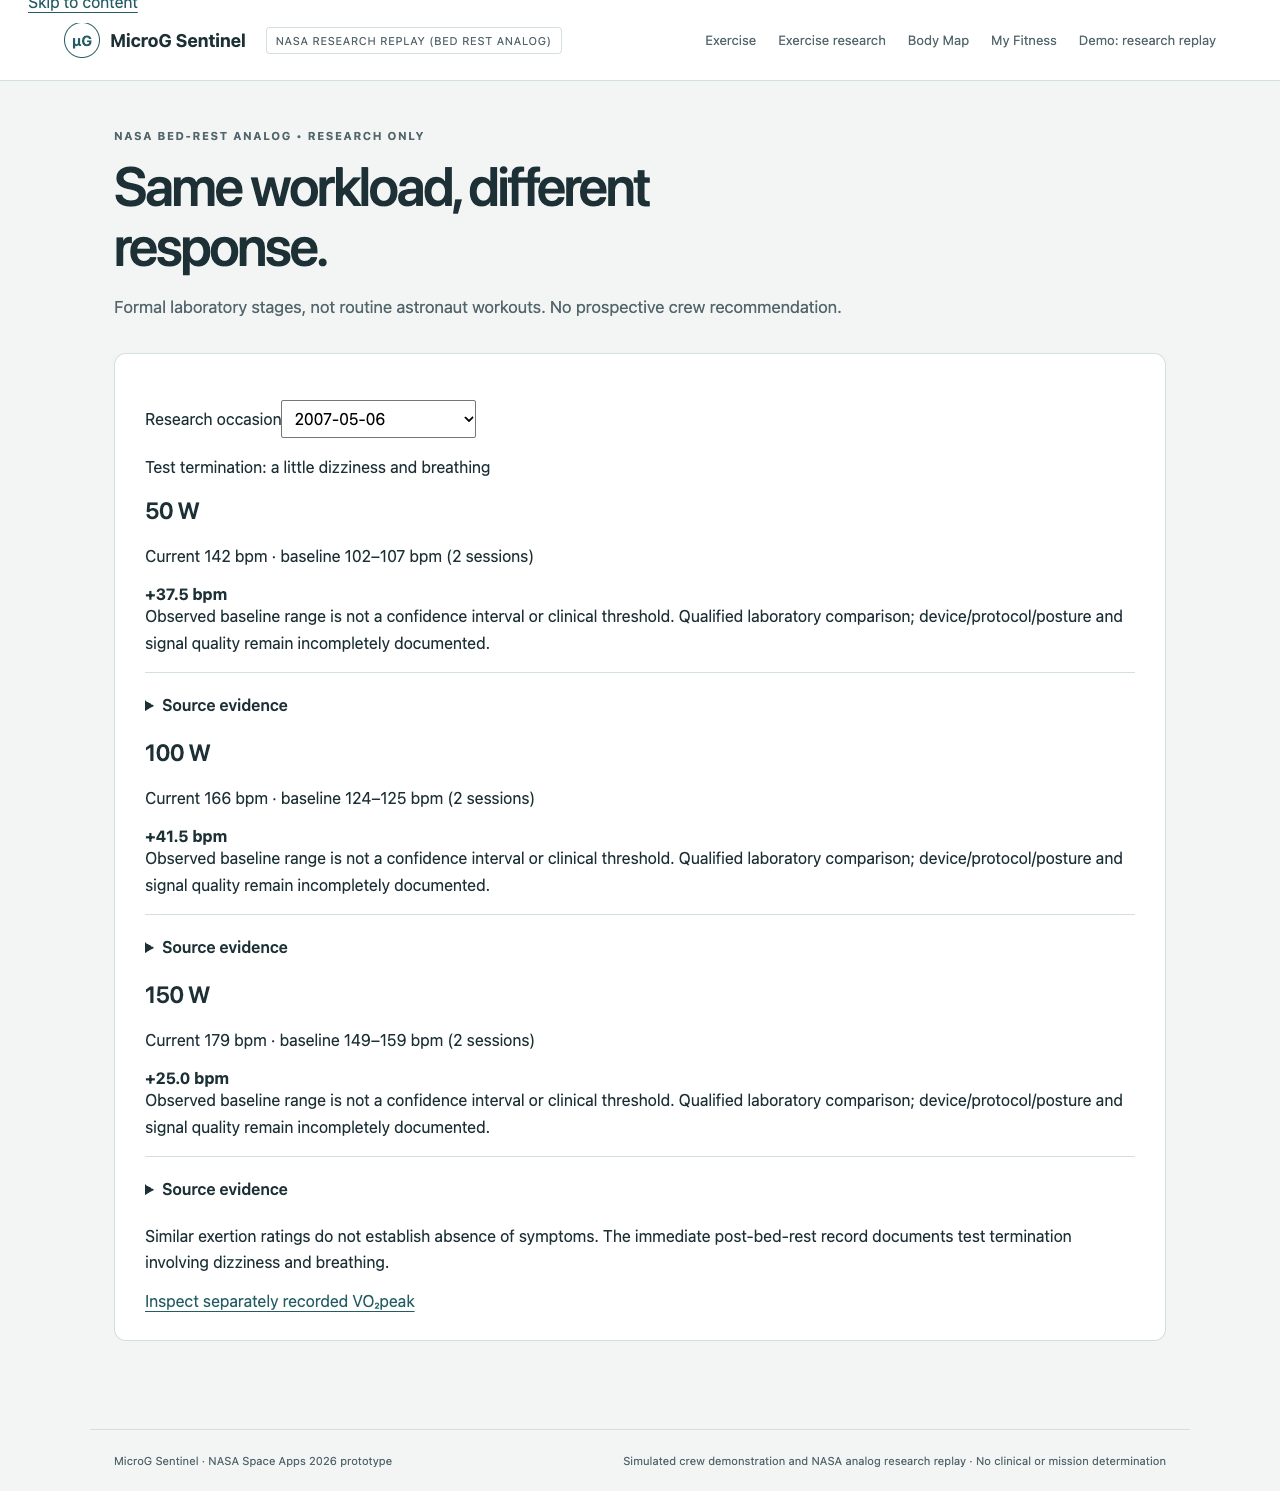 Skip to content
µG MicroG Sentinel NASA RESEARCH REPLAY (BED REST ANALOG) Exercise Exercise research Body Map My Fitness Demo: research replay
NASA BED-REST ANALOG • RESEARCH ONLY
Same workload, different
response.
Formal laboratory stages, not routine astronaut workouts. No prospective crew recommendation.
Research occasion 2007-05-06
Test termination: a little dizziness and breathing
50 W
Current 142 bpm · baseline 102–107 bpm (2 sessions)
+37.5 bpm
Observed baseline range is not a confidence interval or clinical threshold. Qualified laboratory comparison; device/protocol/posture and
signal quality remain incompletely documented.
Source evidence
100 W
Current 166 bpm · baseline 124–125 bpm (2 sessions)
+41.5 bpm
Observed baseline range is not a confidence interval or clinical threshold. Qualified laboratory comparison; device/protocol/posture and
signal quality remain incompletely documented.
Source evidence
150 W
Current 179 bpm · baseline 149–159 bpm (2 sessions)
+25.0 bpm
Observed baseline range is not a confidence interval or clinical threshold. Qualified laboratory comparison; device/protocol/posture and
signal quality remain incompletely documented.
Source evidence
Similar exertion ratings do not establish absence of symptoms. The immediate post-bed-rest record documents test termination
involving dizziness and breathing.
Inspect separately recorded VO₂peak
MicroG Sentinel · NASA Space Apps 2026 prototype
Simulated crew demonstration and NASA analog research replay · No clinical or mission determination